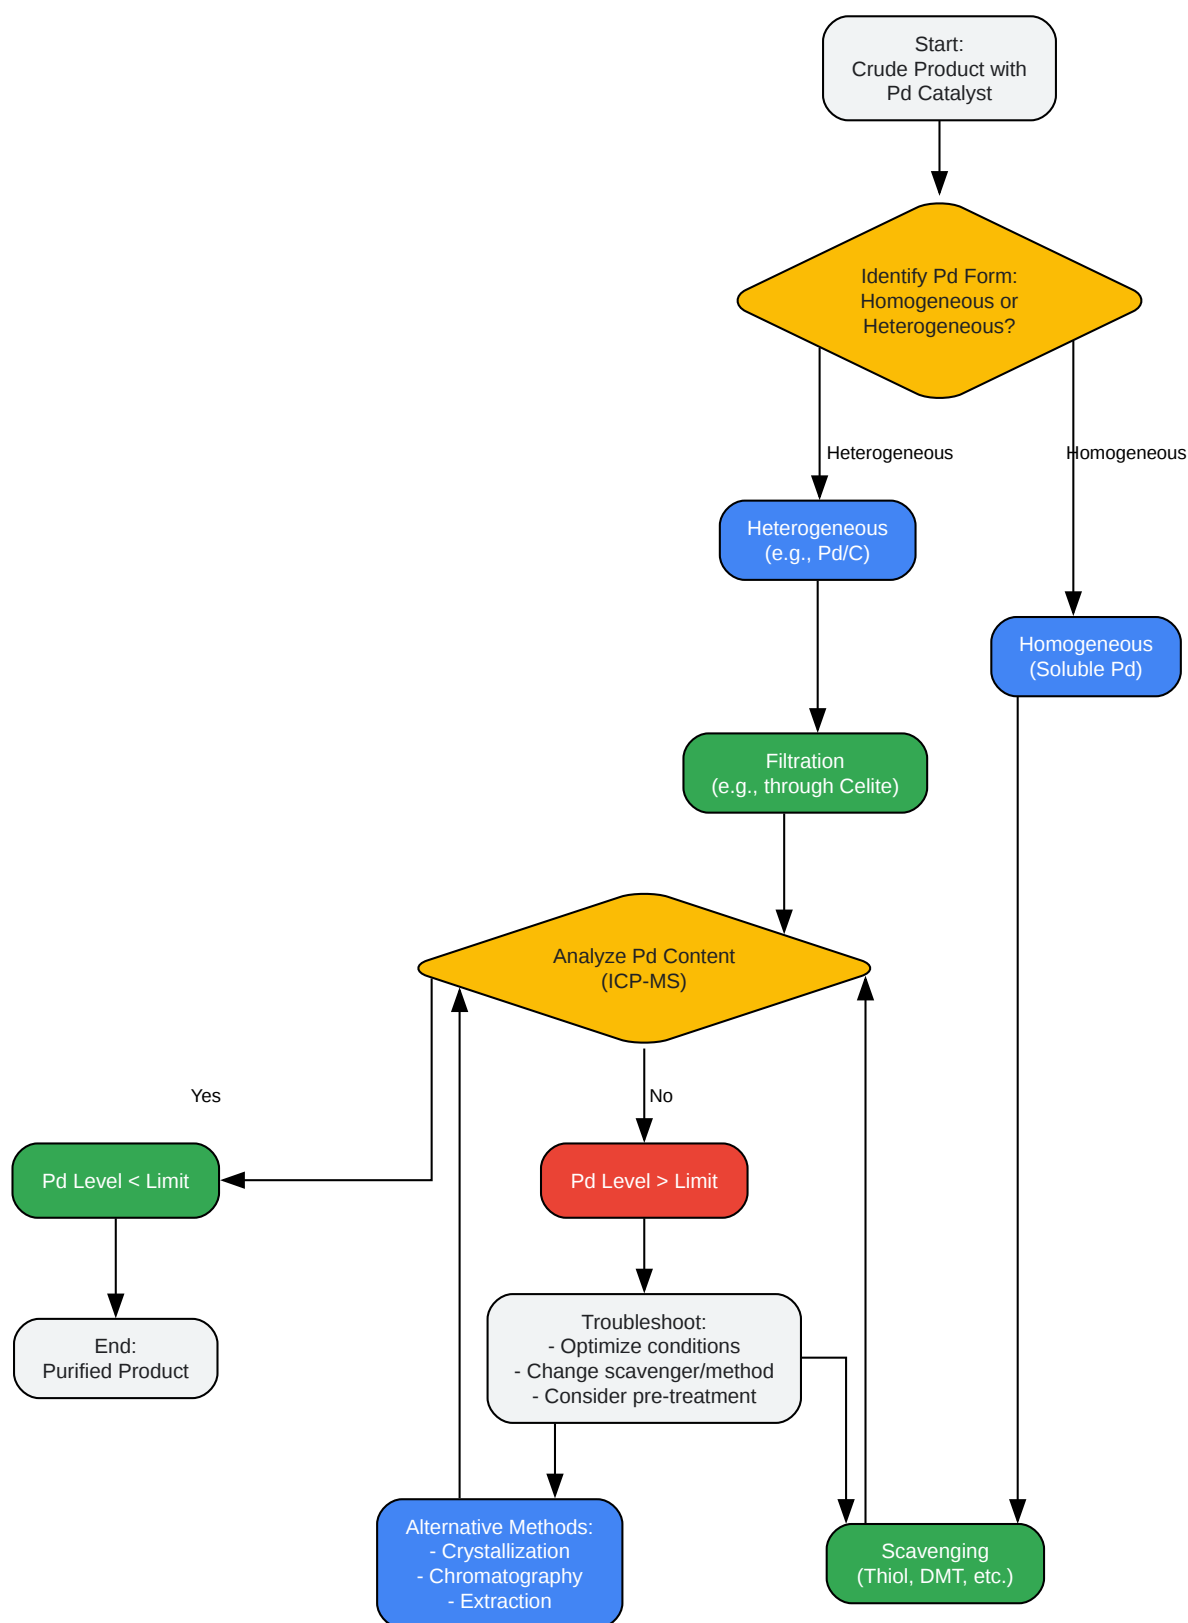 Start:
Crude Product with
Pd Catalyst
Identify Pd Form:
Homogeneous or
Heterogeneous?
Heterogeneous
Homogeneous
Heterogeneous
(e.g., Pd/C)
Homogeneous
(Soluble Pd)
Filtration
(e.g., through Celite)
Analyze Pd Content
(ICP-MS)
Yes
No
Pd Level < Limit
Pd Level > Limit
End:
Purified Product
Troubleshoot:
- Optimize conditions
- Change scavenger/method
- Consider pre-treatment
Alternative Methods:
- Crystallization
- Chromatography
- Extraction
Scavenging
(Thiol, DMT, etc.)